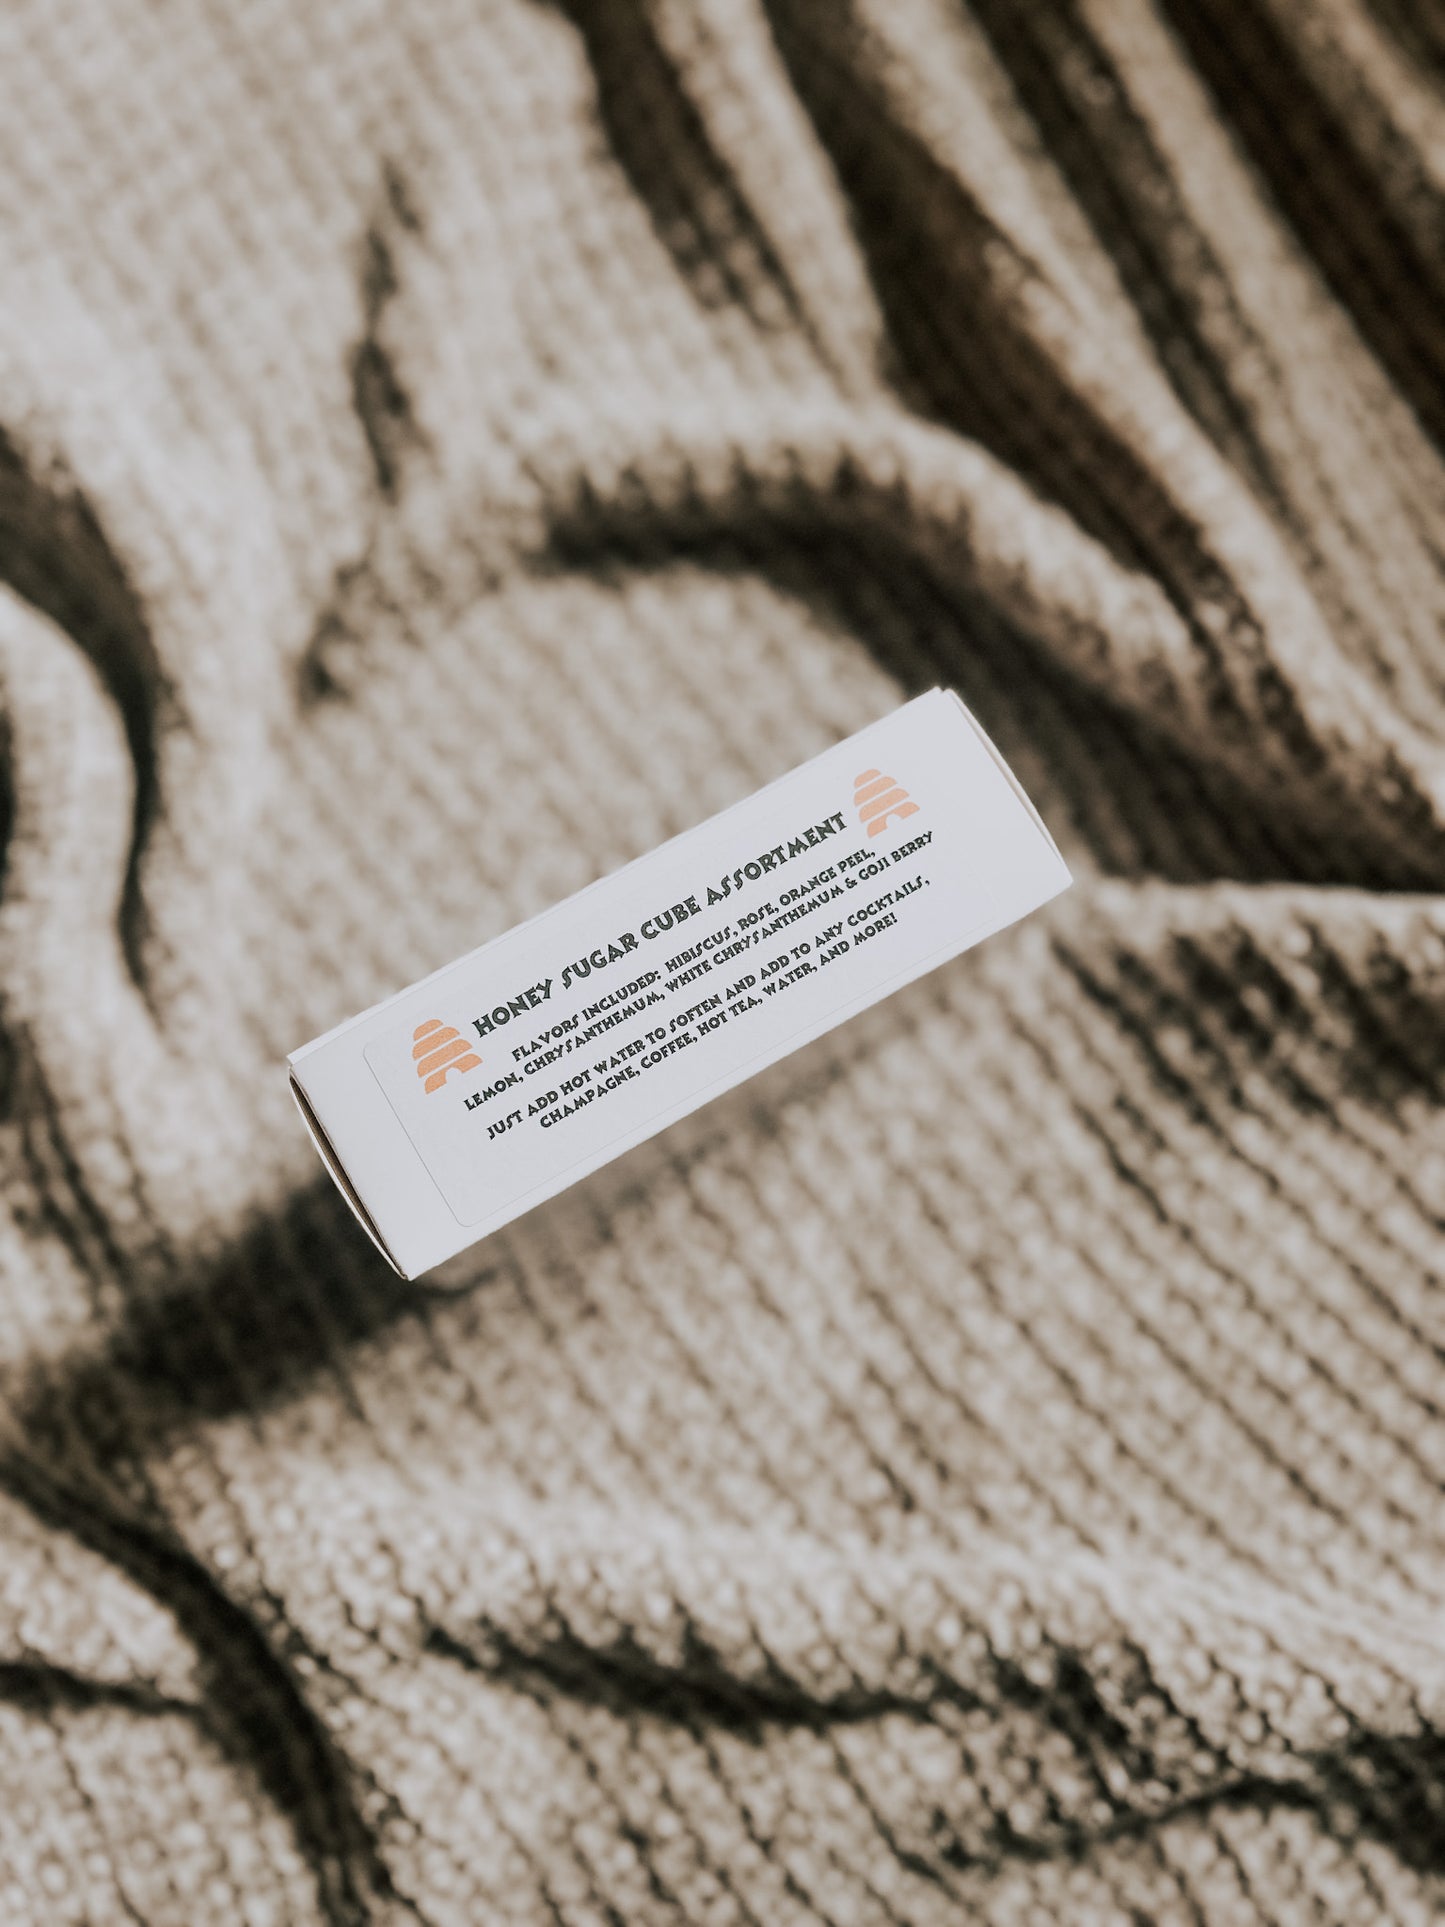 HONEY SUGAR CUBE ASSORTMENT
FLAVORS INCLUDED: HIBISCUS, ROSE, ORANGE PEEL,
LEMON, CHRYSANTHEMUM, WHITE CHRYSANTHEMUM & GOJI BERRY
JUST ADD HOT WATER TO SOFTEN AND ADD TO ANY COCKTAILS,
CHAMPAGNE, COFFEE, HOT TEA, WATER, AND MORE!